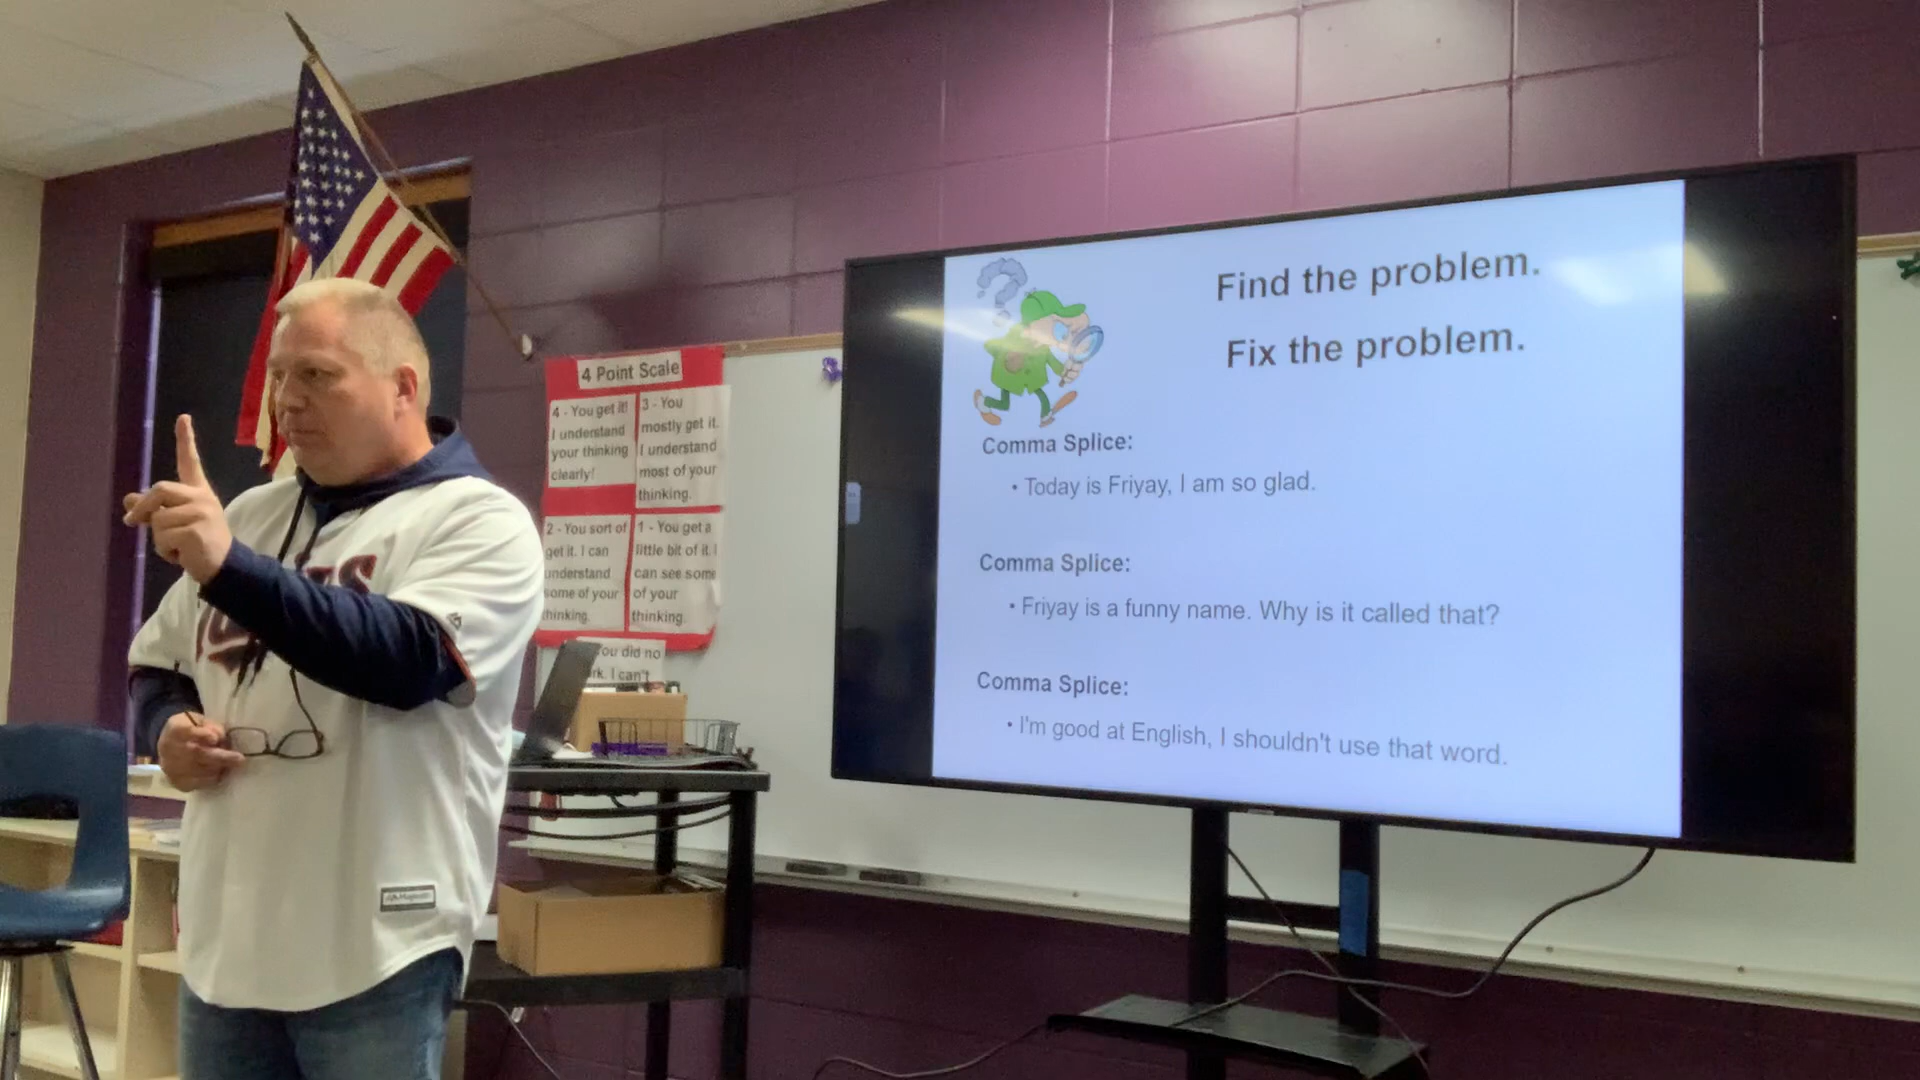 4 Point Scale
4 - You get it!
I understand
your thinking
clearly!
3 - You
mostly get it.
I understand
most of your
thinking.
2 - You sort of
get it. I can
understand
some of your
thinking.
1 - You get a
little bit of it. I
can see some
of your
thinking.
You did no
I can't
Find the problem.
Fix the problem.
Comma Splice:
• Today is Friyay, I am so glad.
Comma Splice:
• Friyay is a funny name. Why is it called that?
Comma Splice:
• I'm good at English, I shouldn't use that word.